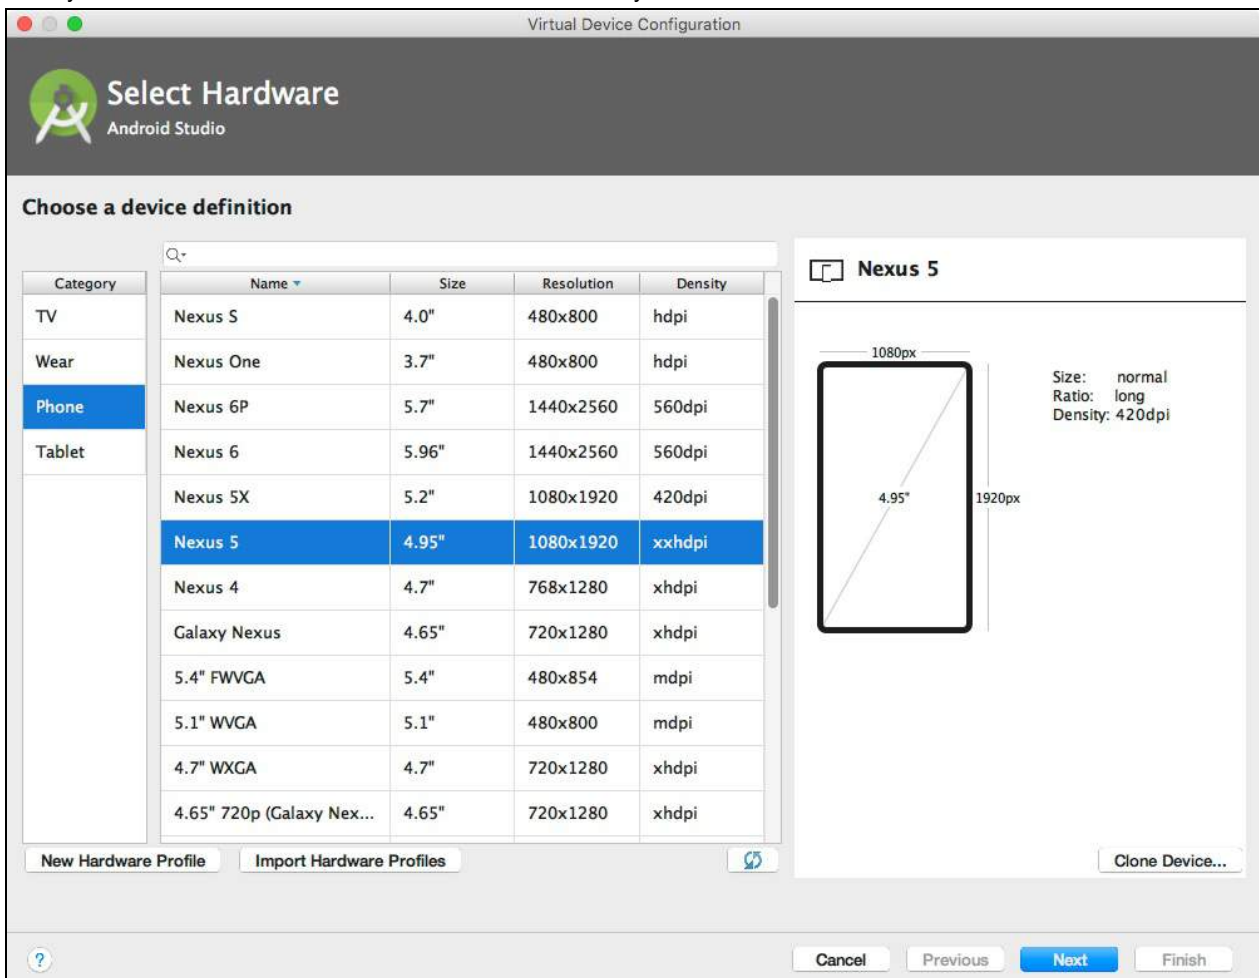 Virtual Device Configuration
Select Hardware
Android Studio
Choose a device definition
Category
TV
Wear
Phone
Tablet
Name Size Resolution Density
Nexus S 4.0" 480x800 hdpi
Nexus One 3.7" 480x800 hdpi
Nexus 6P 5.7" 1440x2560 560dpi
Nexus 6 5.96" 1440x2560 560dpi
Nexus 5X 5.2" 1080x1920 420dpi
Nexus 5 4.95" 1080x1920 xxhdpi
Nexus 4 4.7" 768x1280 xhdpi
Galaxy Nexus 4.65" 720x1280 xhdpi
5.4" FWVGA 5.4" 480x854 mdpi
5.1" WVGA 5.1" 480x800 mdpi
4.7" WXGA 4.7" 720x1280 xhdpi
4.65" 720p (Galaxy Nex... 4.65" 720x1280 xhdpi
New Hardware Profile Import Hardware Profiles
Nexus 5
1080px
4.95"
1920px
Size: normal
Ratio: long
Density: 420dpi
Clone Device...
? Cancel Previous Next Finish